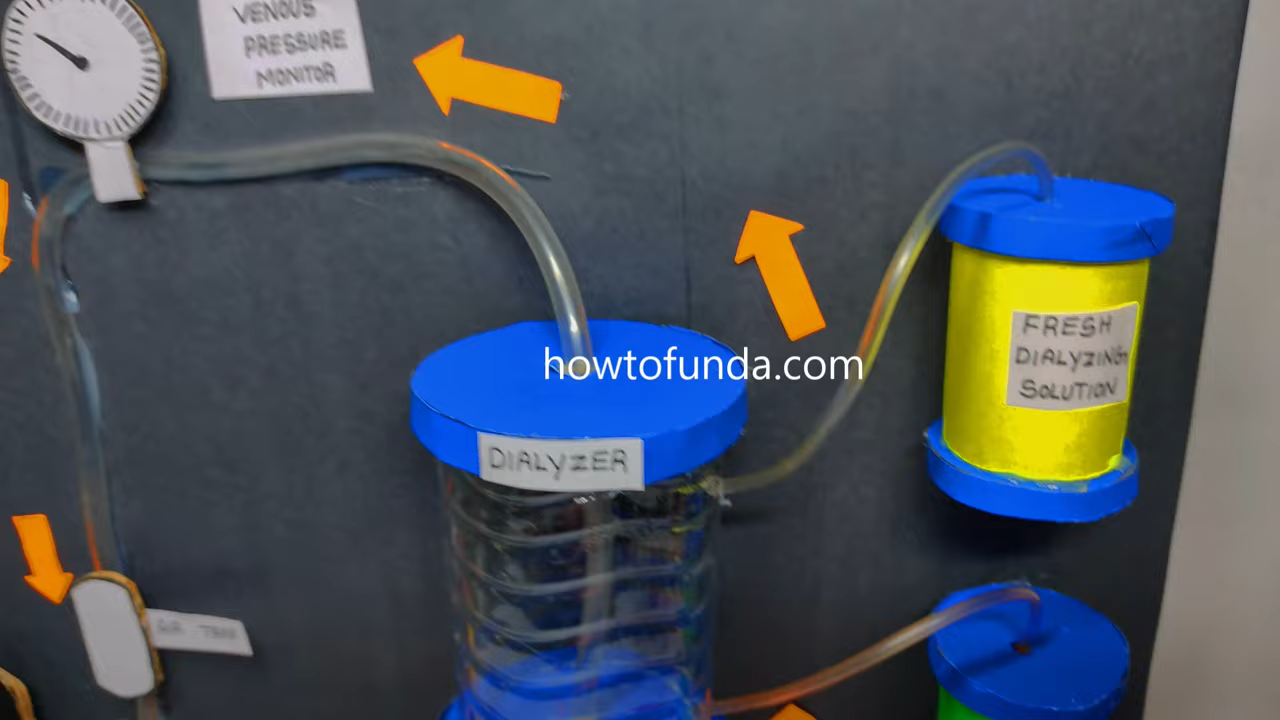 VENOUS
PRESSURE
MONITOR
howtofunda.com
FRESH
DIALYZING
SOLUTION
DIALYZER